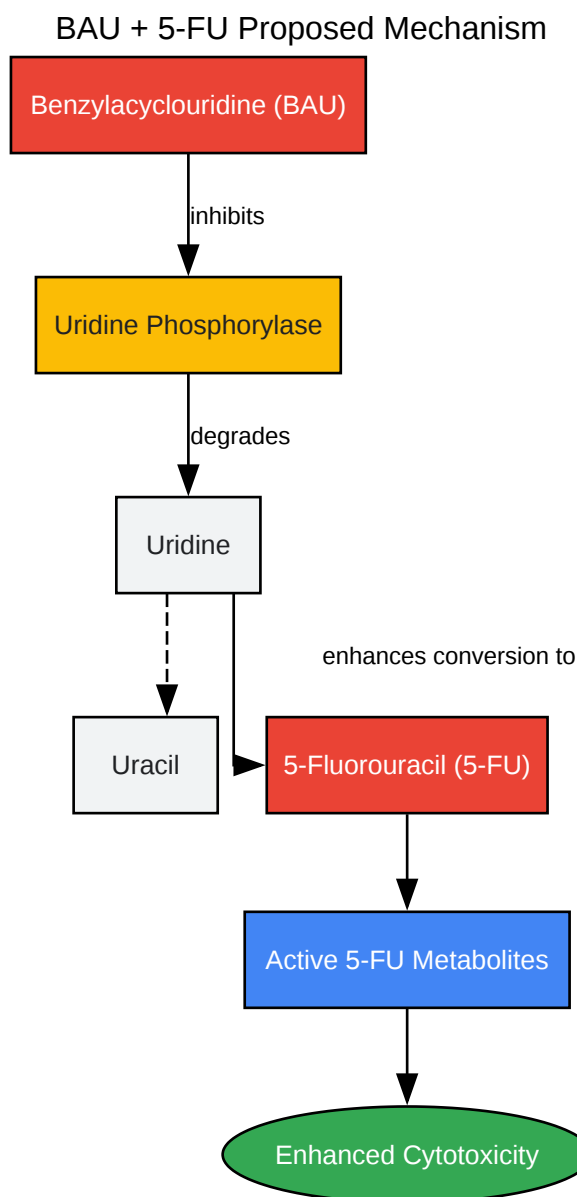 BAU + 5-FU Proposed Mechanism
Benzylacyclouridine (BAU)
inhibits
Uridine Phosphorylase
degrades
Uridine
enhances conversion to
Uracil
5-Fluorouracil (5-FU)
Active 5-FU Metabolites
Enhanced Cytotoxicity